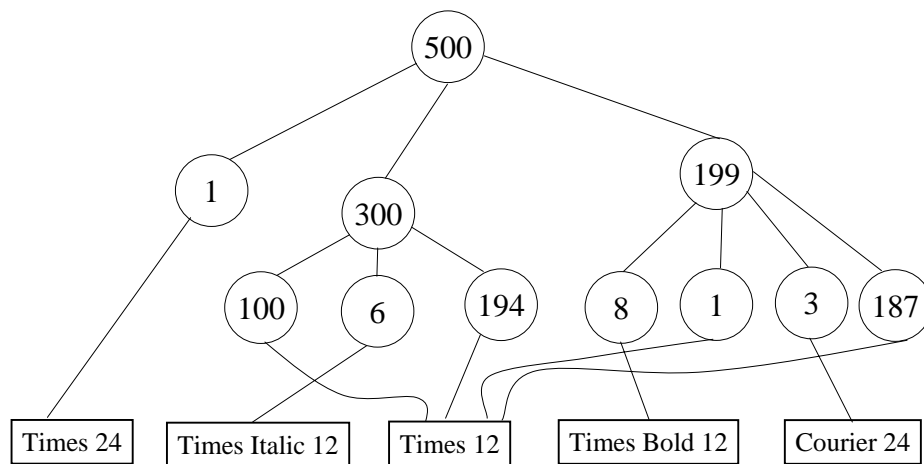 500
1
300
199
100
6
194
8
1
3
187
Times 24
Times Italic 12
Times 12
Times Bold 12
Courier 24